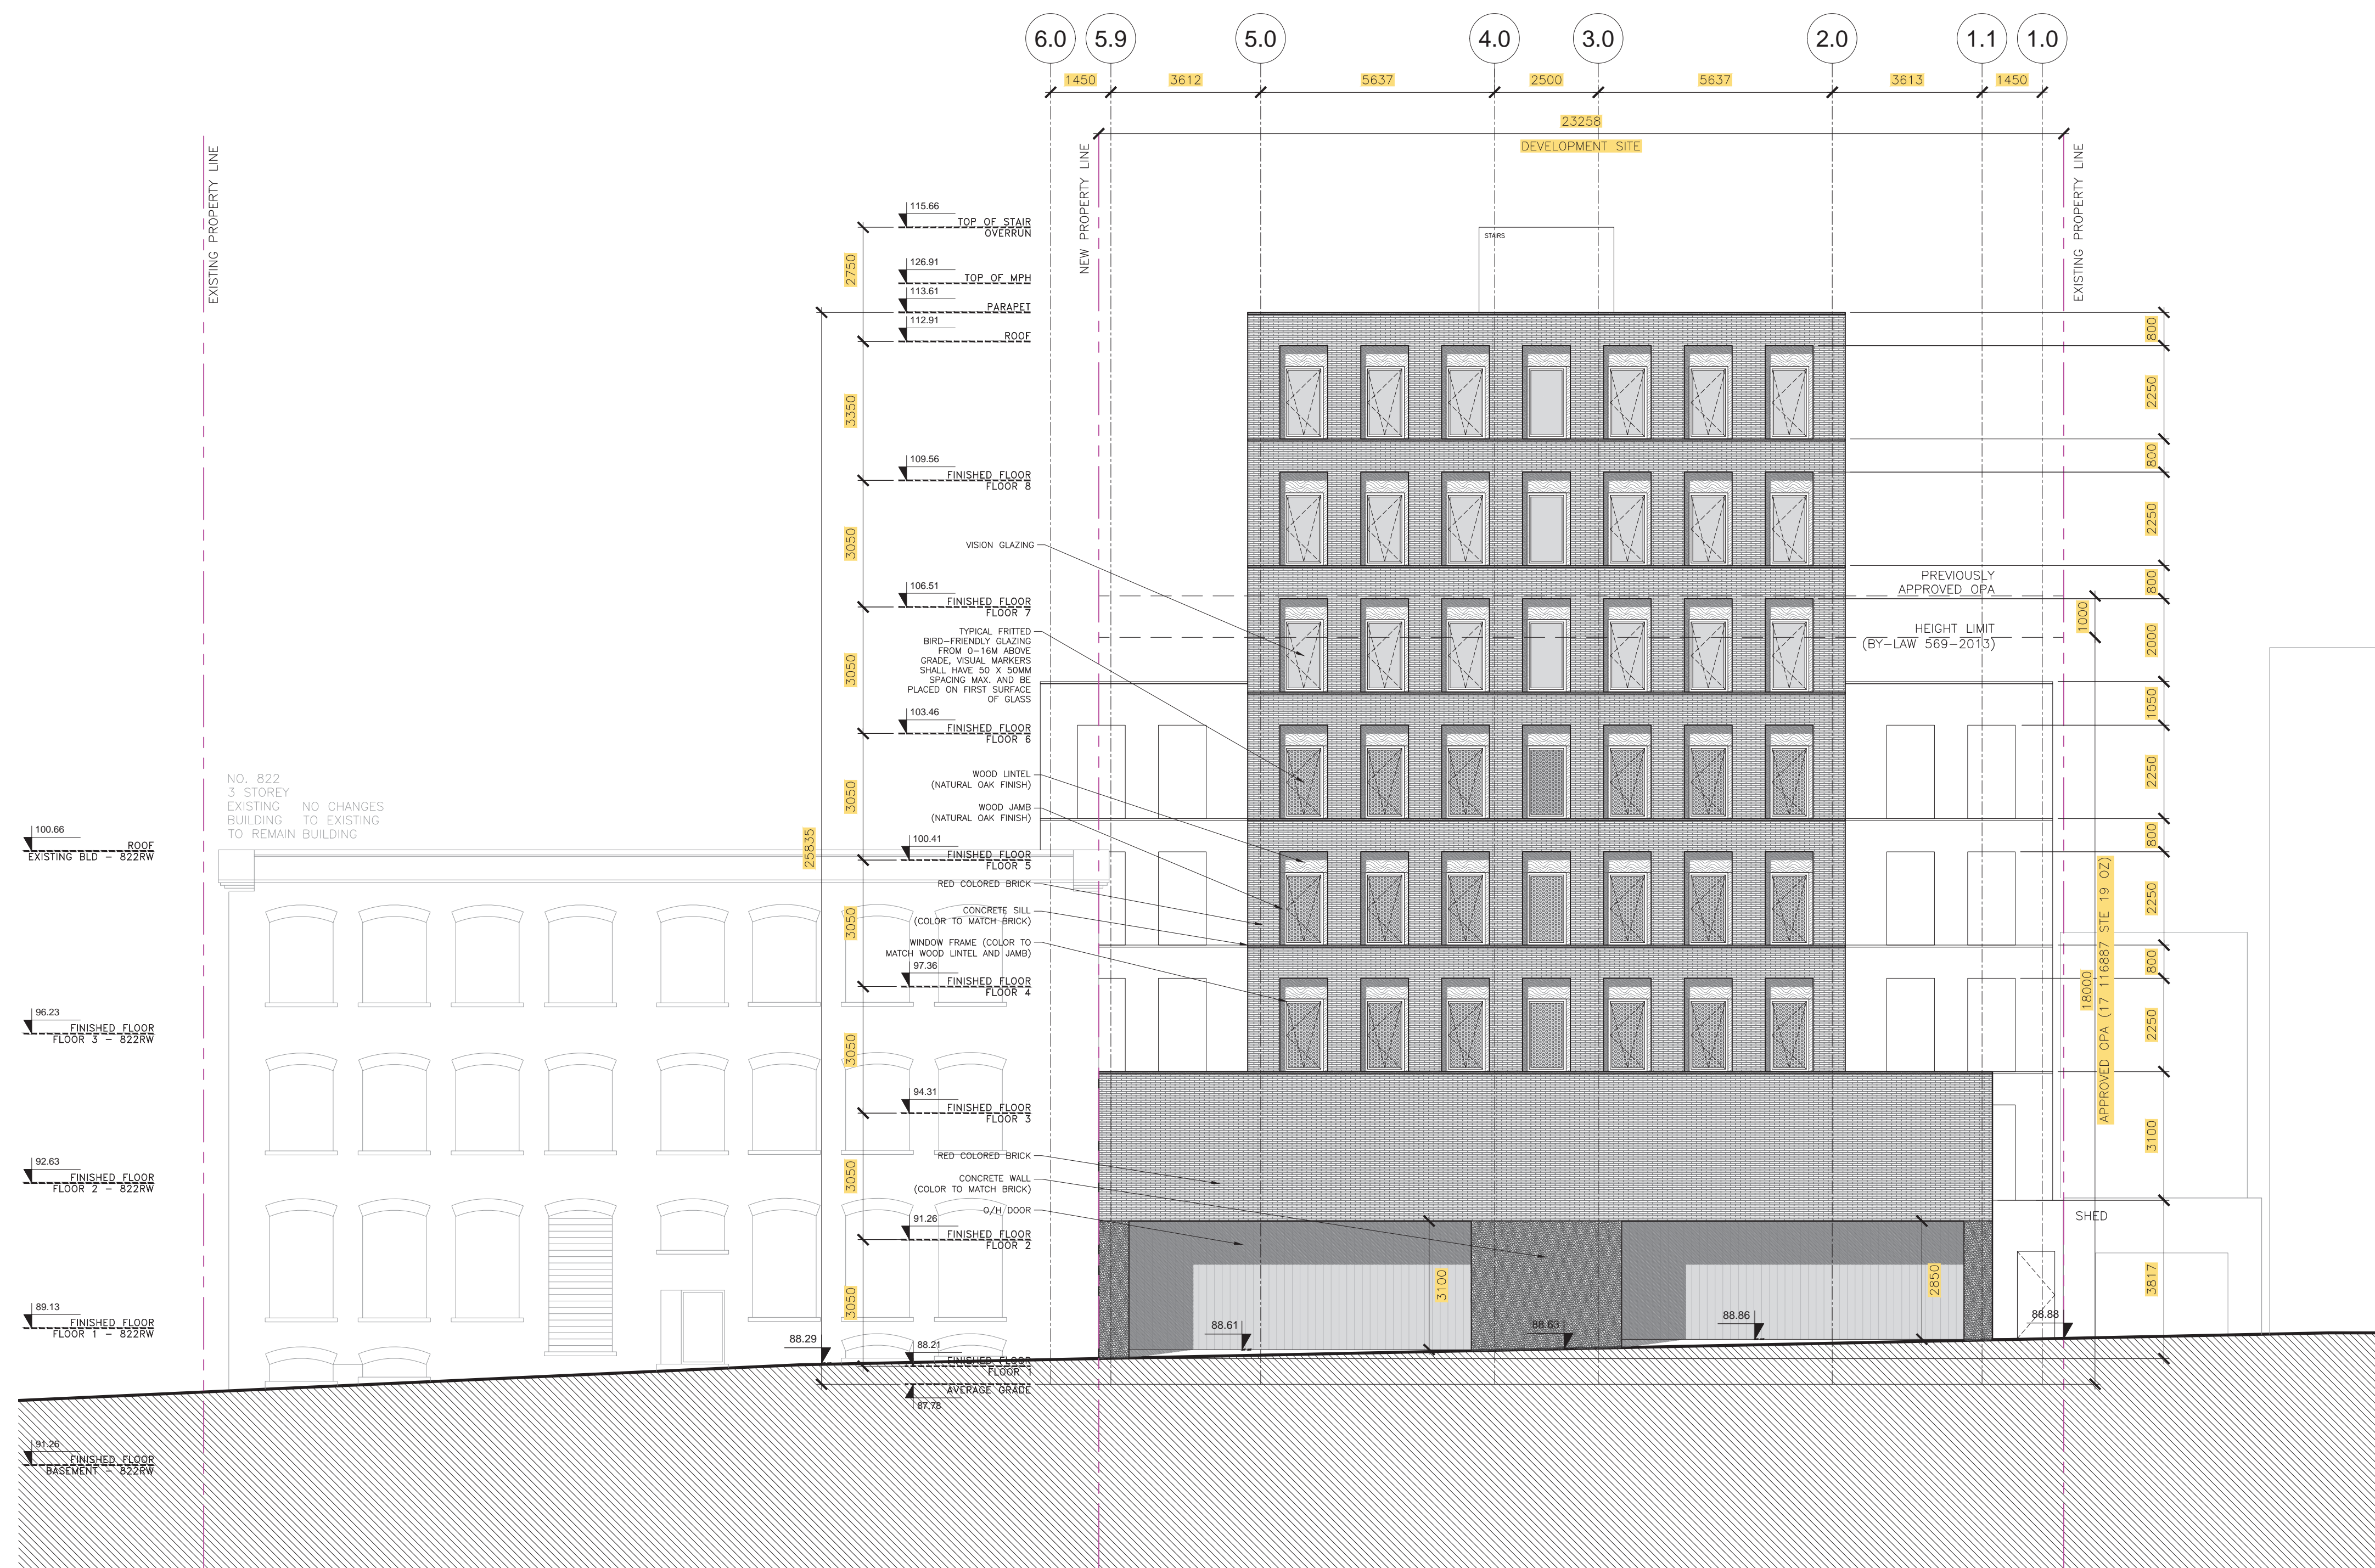 6.0 5.9 5.0 4.0 3.0 2.0 1.1 1.0
1450 3612 5637 2500 5637 3613 1450
23258
DEVELOPMENT SITE
EXISTING PROPERTY LINE
NEW PROPERTY LINE
EXISTING PROPERTY LINE
115.66
TOP OF STAIR
OVERRUN
126.91
TOP OF MPH
113.61
PARAPET
112.91
ROOF
109.56
FINISHED FLOOR
FLOOR 8
106.51
FINISHED FLOOR
FLOOR 7
103.46
FINISHED FLOOR
FLOOR 6
100.41
FINISHED FLOOR
FLOOR 5
97.36
FINISHED FLOOR
FLOOR 4
94.31
FINISHED FLOOR
FLOOR 3
91.26
FINISHED FLOOR
FLOOR 2
88.21
FINISHED FLOOR
FLOOR 1
AVERAGE GRADE
87.78
2750
3350
3050
3050
3050
3050
3050
3050
3050
25835
88.29
STAIRS
VISION GLAZING
TYPICAL FRITTED
BIRD-FRIENDLY GLAZING
FROM 0-16M ABOVE
GRADE, VISUAL MARKERS
SHALL HAVE 50 X 50MM
SPACING MAX. AND BE
PLACED ON FIRST SURFACE
OF GLASS
WOOD LINTEL
(NATURAL OAK FINISH)
WOOD JAMB
(NATURAL OAK FINISH)
RED COLORED BRICK
CONCRETE SILL
(COLOR TO MATCH BRICK)
WINDOW FRAME (COLOR TO
MATCH WOOD LINTEL AND JAMB)
RED COLORED BRICK
CONCRETE WALL
(COLOR TO MATCH BRICK)
O/H DOOR
NO. 822
3 STOREY
EXISTING NO CHANGES
BUILDING TO EXISTING
TO REMAIN BUILDING
100.66
ROOF
EXISTING BLD - 822RW
96.23
FINISHED FLOOR
FLOOR 3 - 822RW
92.63
FINISHED FLOOR
FLOOR 2 - 822RW
89.13
FINISHED FLOOR
FLOOR 1 - 822RW
91.26
FINISHED FLOOR
BASEMENT - 822RW
PREVIOUSLY
APPROVED OPA
HEIGHT LIMIT
(BY-LAW 569-2013)
1000
18000
APPROVED OPA (17 116887 STE 19 OZ)
800
2250
800
2250
800
2000
1050
2250
800
2250
800
2250
3100
3817
SHED
3100
2850
88.61
88.63
88.86
88.88